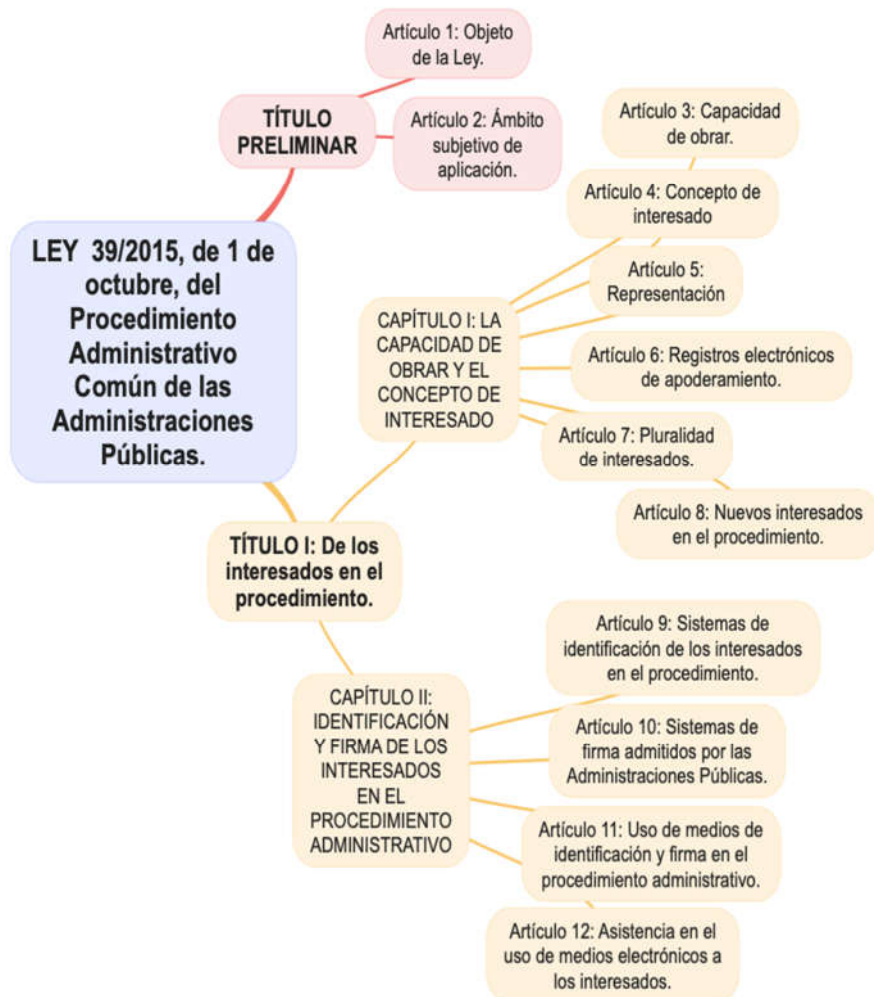 LEY 39/2015, de 1 de
octubre, del
Procedimiento
Administrativo
Común de las
Administraciones
Públicas.
TÍTULO
PRELIMINAR
Artículo 1: Objeto
de la Ley.
Artículo 2: Ámbito
subjetivo de
aplicación.
TÍTULO I: De los
interesados en el
procedimiento.
CAPÍTULO I: LA
CAPACIDAD DE
OBRAR Y EL
CONCEPTO DE
INTERESADO
Artículo 3: Capacidad
de obrar.
Artículo 4: Concepto de
interesado
Artículo 5:
Representación
Artículo 6: Registros electrónicos
de apoderamiento.
Artículo 7: Pluralidad
de interesados.
Artículo 8: Nuevos interesados
en el procedimiento.
CAPÍTULO II:
IDENTIFICACIÓN
Y FIRMA DE LOS
INTERESADOS
EN EL
PROCEDIMIENTO
ADMINISTRATIVO
Artículo 9: Sistemas de
identificación de los interesados
en el procedimiento.
Artículo 10: Sistemas de
firma admitidos por las
Administraciones Públicas.
Artículo 11: Uso de medios de
identificación y firma en el
procedimiento administrativo.
Artículo 12: Asistencia en el
uso de medios electrónicos a
los interesados.